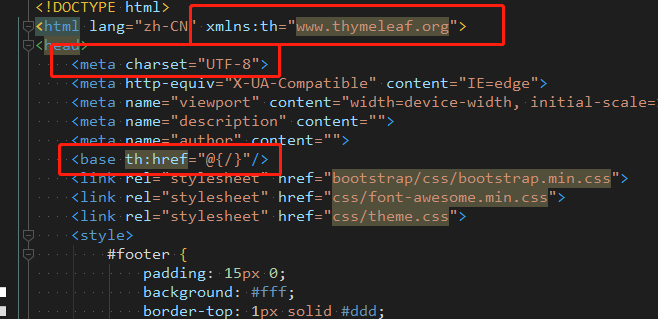 <!DOCTYPE html>
<html lang="zh-CN" xmlns:th="www.thymeleaf.org">
<head>
<meta charset="UTF-8">
<meta http-equiv="X-UA-Compatible" content="IE=edge">
<meta name="viewport" content="width=device-width, initial-scale=
<meta name="description" content="">
<meta name="author" content="">
<base th:href="@{/}"/>
<link rel="stylesheet" href="bootstrap/css/bootstrap.min.css">
<link rel="stylesheet" href="css/font-awesome.min.css">
<link rel="stylesheet" href="css/theme.css">
<style>
#footer {
padding: 15px 0;
background: #fff;
border-top: 1px solid #ddd;